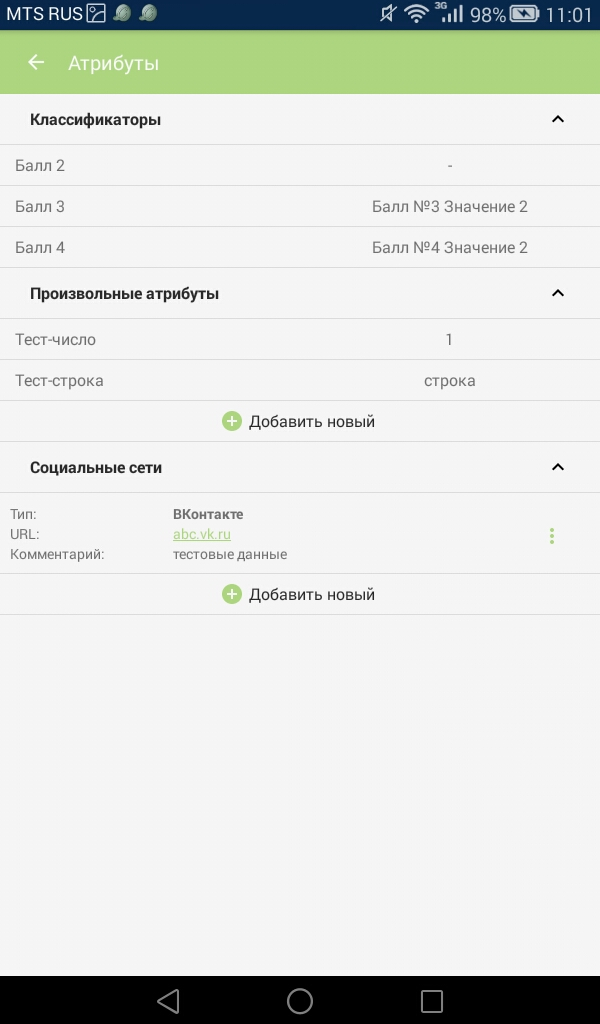 MTS RUS 3G 98% 11:01
Атрибуты
Классификаторы
Балл 2 -
Балл 3 Балл №3 Значение 2
Балл 4 Балл №4 Значение 2
Произвольные атрибуты
Тест-число 1
Тест-строка строка
Добавить новый
Социальные сети
Тип: ВКонтакте
URL: abc.vk.ru
Комментарий: тестовые данные
Добавить новый